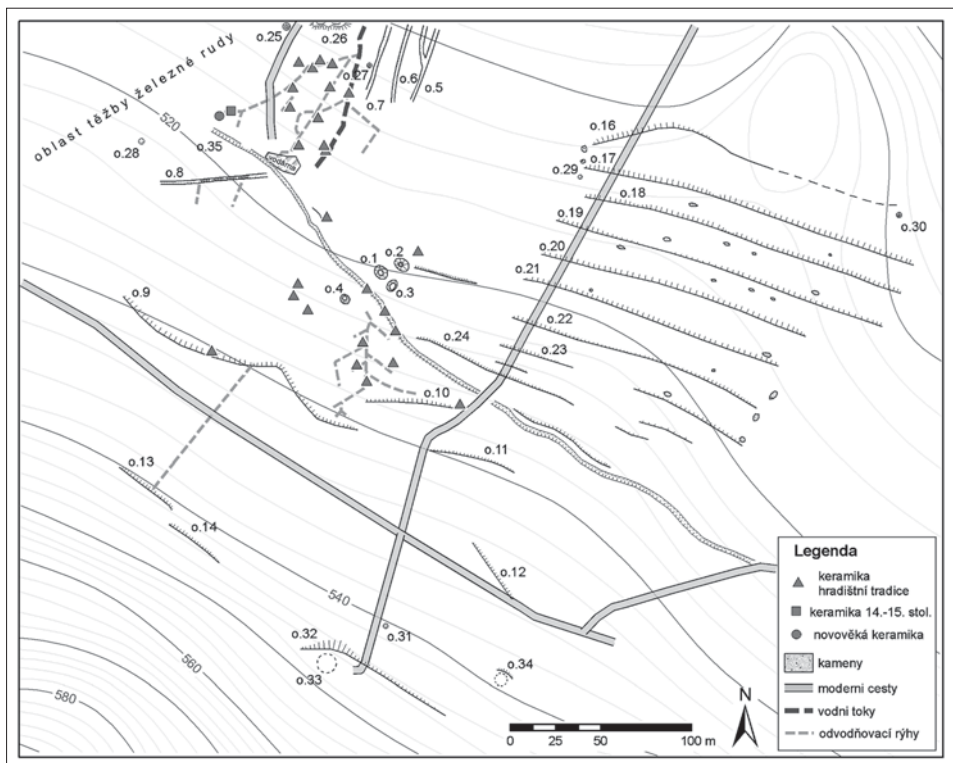 o.25
o.26
oblast těžby železné rudy
o.27
o.6
o.5
o.7
520
o.16
o.28
o.35
vodárna
o.17
o.29
o.8
o.18
o.30
o.19
o.20
o.1
o.2
o.21
o.3
o.4
o.9
o.22
o.24
o.23
o.10
o.11
o.13
o.14
o.12
540
o.31
o.32
o.33
o.34
560
580
Legenda
keramika
hradištní tradice
keramika 14.-15. stol.
novověká keramika
kameny
moderni cesty
vodni toky
odvodňovací rýhy
N
0 25 50 100 m